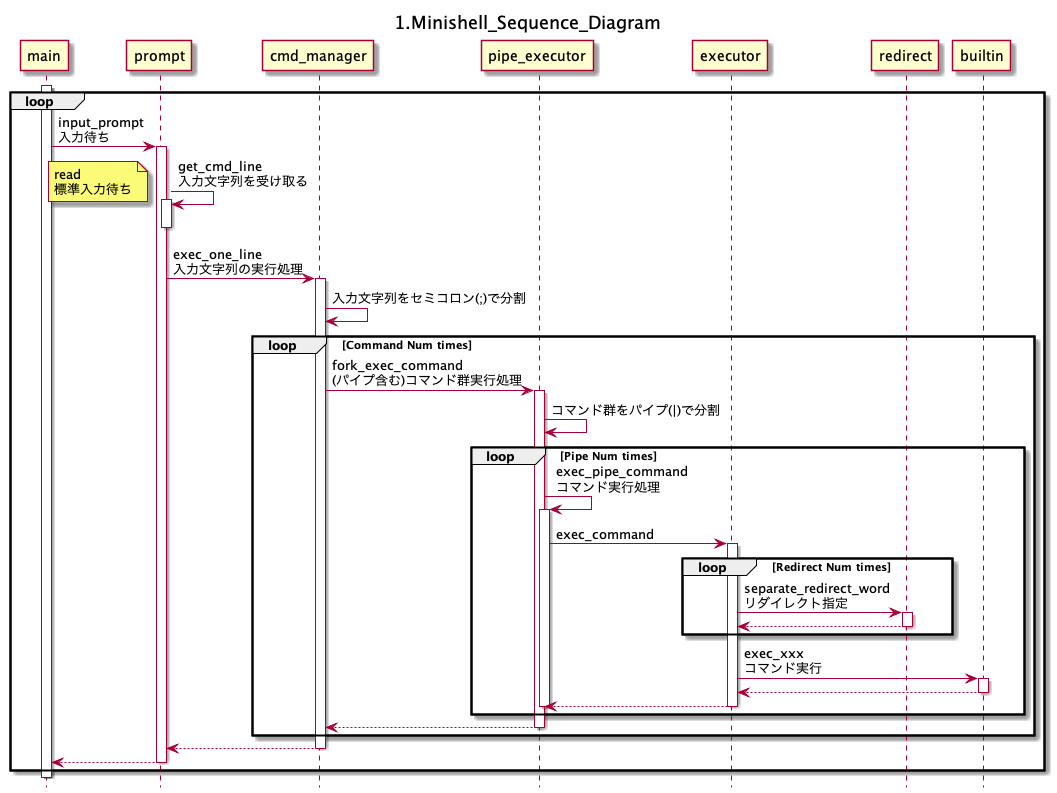 1.Minishell_Sequence_Diagram
main
prompt
cmd_manager
pipe_executor
executor
redirect
builtin
loop
input_prompt
入力待ち
read
標準入力待ち
get_cmd_line
入力文字列を受け取る
exec_one_line
入力文字列の実行処理
入力文字列をセミコロン(;)で分割
loop
[Command Num times]
fork_exec_command
(パイプ含む)コマンド群実行処理
コマンド群をパイプ(|)で分割
loop
[Pipe Num times]
exec_pipe_command
コマンド実行処理
exec_command
loop
[Redirect Num times]
separate_redirect_word
リダイレクト指定
exec_xxx
コマンド実行